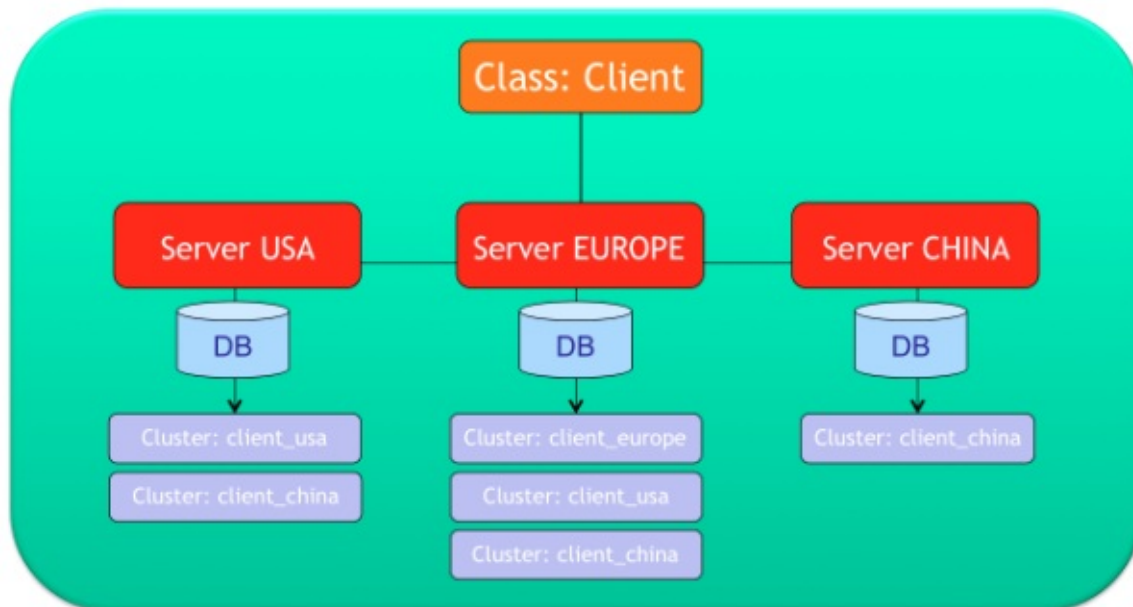 Class: Client
Server USA
Server EUROPE
Server CHINA
DB
DB
DB
Cluster: client_usa
Cluster: client_europe
Cluster: client_china
Cluster: client_china
Cluster: client_usa
Cluster: client_china